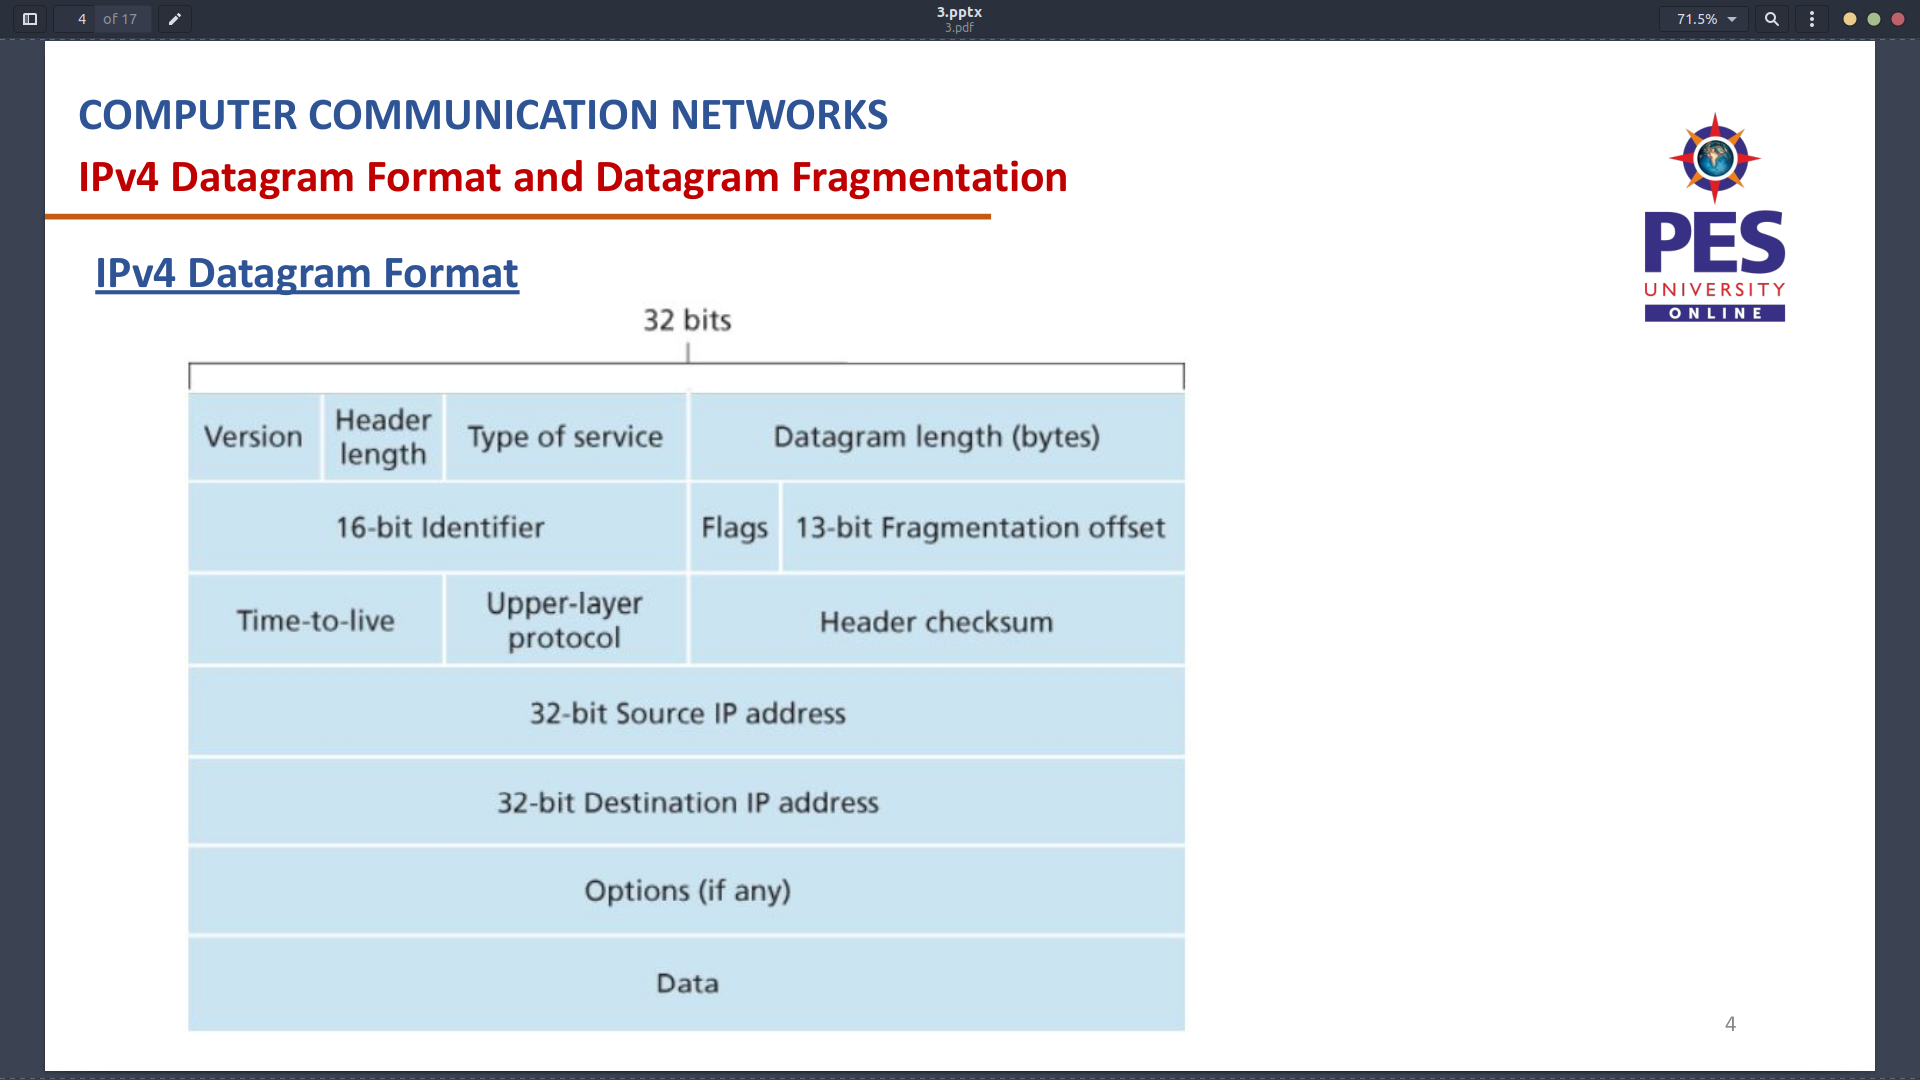 4 of 17
3.pptx
3.pdf
71.5%
COMPUTER COMMUNICATION NETWORKS
IPv4 Datagram Format and Datagram Fragmentation
PES
UNIVERSITY
ONLINE
IPv4 Datagram Format
32 bits
Version
Header
length
Type of service
Datagram length (bytes)
16-bit Identifier
Flags
13-bit Fragmentation offset
Time-to-live
Upper-layer
protocol
Header checksum
32-bit Source IP address
32-bit Destination IP address
Options (if any)
Data
4